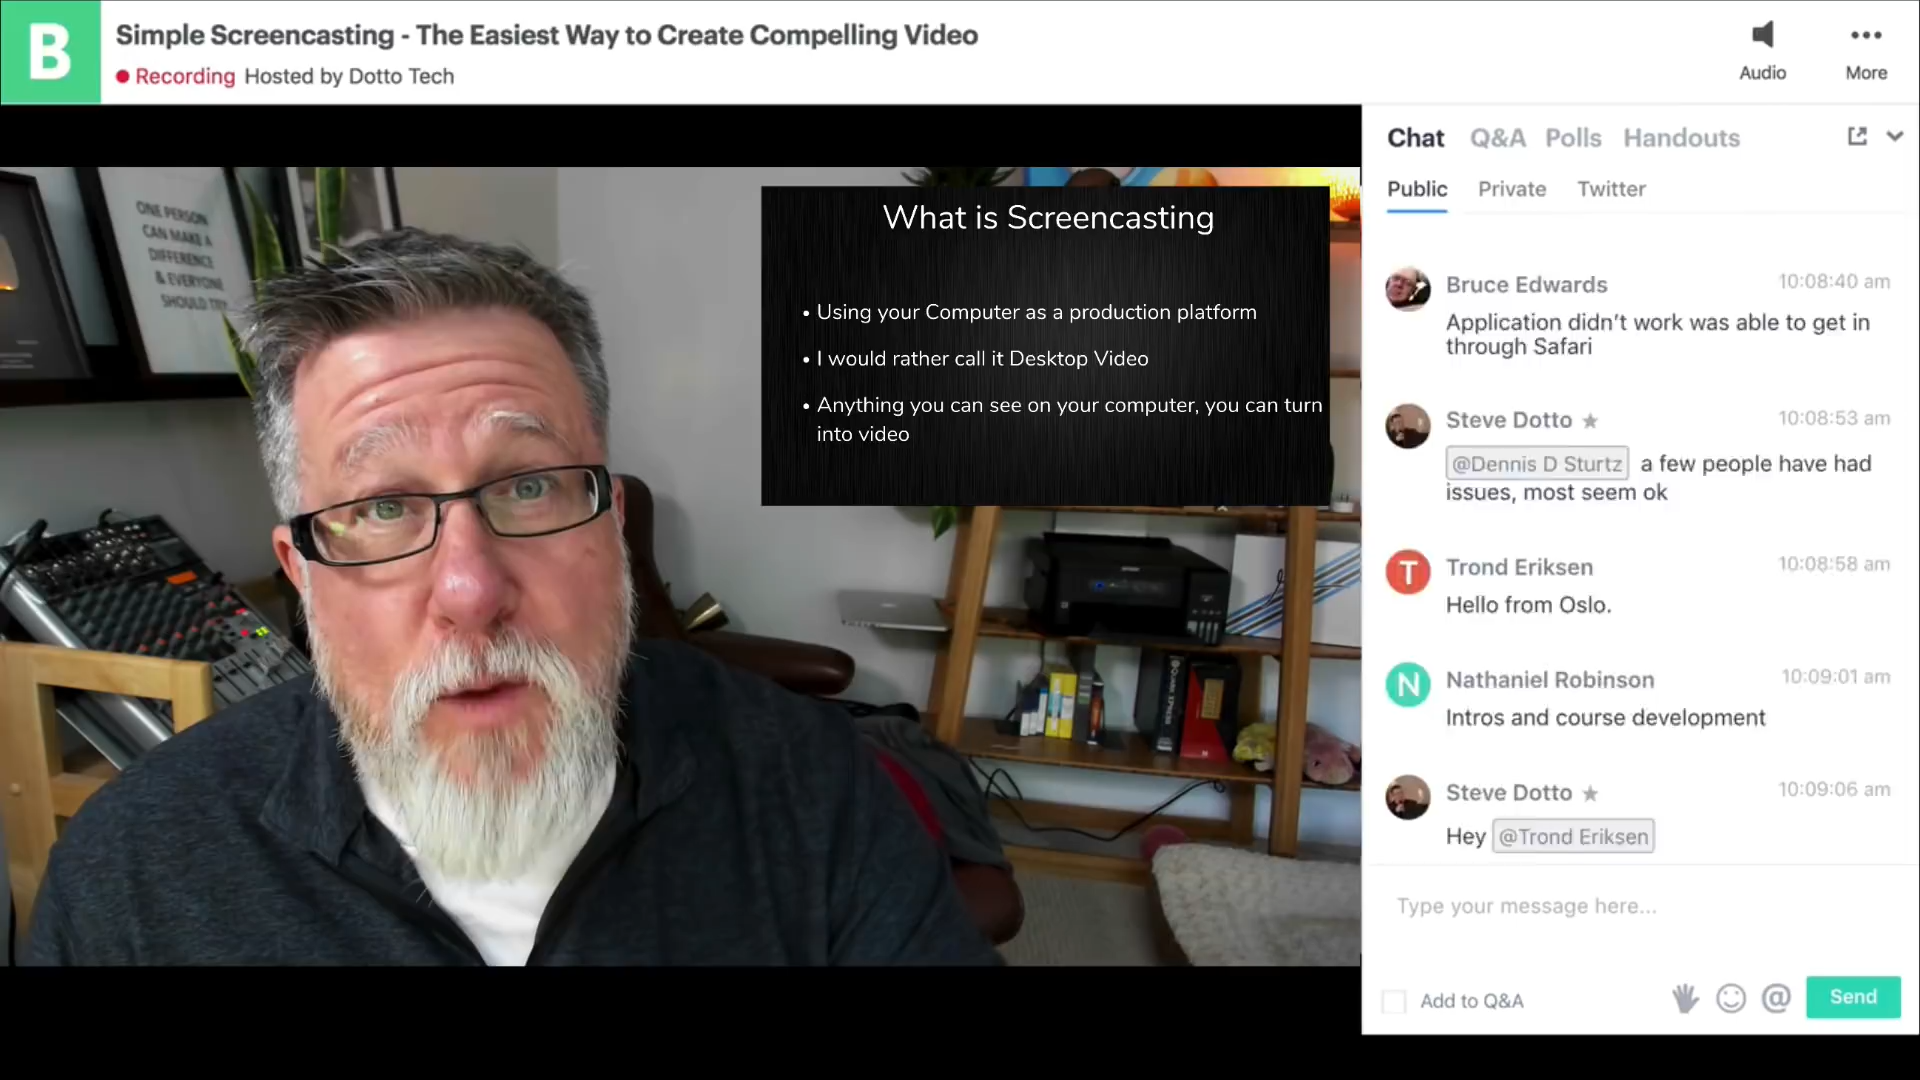 B
Simple Screencasting - The Easiest Way to Create Compelling Video
Recording Hosted by Dotto Tech
Audio
More
ONE PERSON
CAN MAKE A
DIFFERENCE
& EVERYONE
SHOULD TRY
What is Screencasting
• Using your Computer as a production platform
• I would rather call it Desktop Video
• Anything you can see on your computer, you can turn
into video
Chat Q&A Polls Handouts
Public Private Twitter
Bruce Edwards 10:08:40 am
Application didn’t work was able to get in
through Safari
Steve Dotto 10:08:53 am
@Dennis D Sturtz a few people have had
issues, most seem ok
T
Trond Eriksen 10:08:58 am
Hello from Oslo.
N
Nathaniel Robinson 10:09:01 am
Intros and course development
Steve Dotto 10:09:06 am
Hey @Trond Eriksen
Type your message here...
Add to Q&A
@
Send